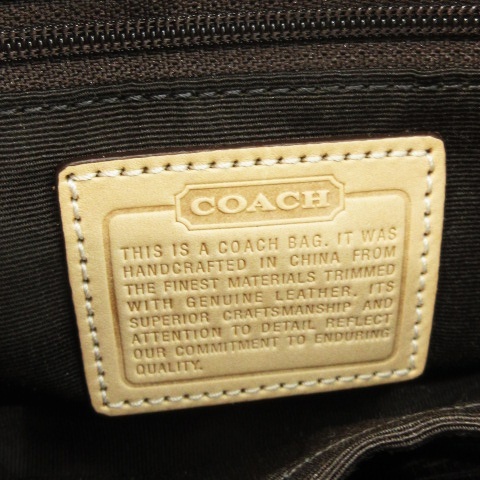 COACH
THIS IS A COACH BAG. IT WAS
HANDCRAFTED IN CHINA FROM
THE FINEST MATERIALS TRIMMED
WITH GENUINE LEATHER. ITS
SUPERIOR CRAFTSMANSHIP AND
ATTENTION TO DETAIL REFLECT
OUR COMMITMENT TO ENDURING
QUALITY.